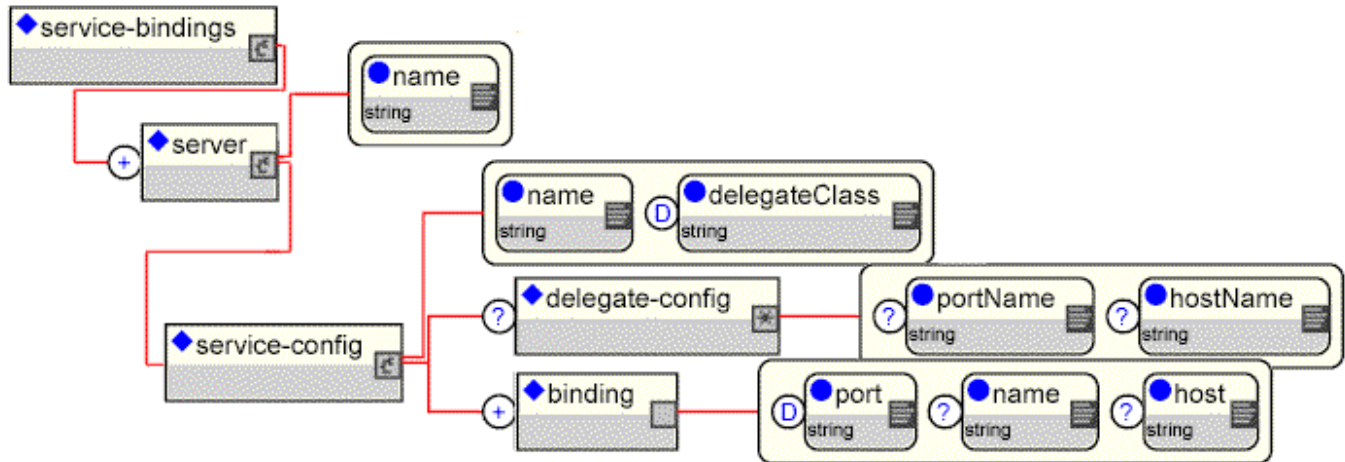 service-bindings
name
string
+
server
name
string
D
delegateClass
string
?
delegate-config
?
portName
string
?
hostName
string
service-config
+
binding
D
port
string
?
name
string
?
host
string